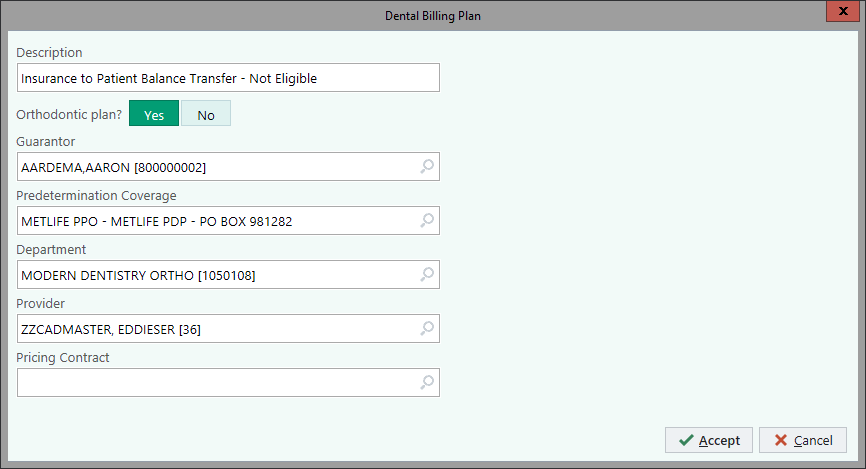 Dental Billing Plan
x
Description
Insurance to Patient Balance Transfer - Not Eligible
Orthodontic plan? Yes No
Guarantor
AARDEMA,AARON [800000002]
Predetermination Coverage
METLIFE PPO - METLIFE PDP - PO BOX 981282
Department
MODERN DENTISTRY ORTHO [1050108]
Provider
ZZCADMASTER, EDDIESER [36]
Pricing Contract
Accept Cancel